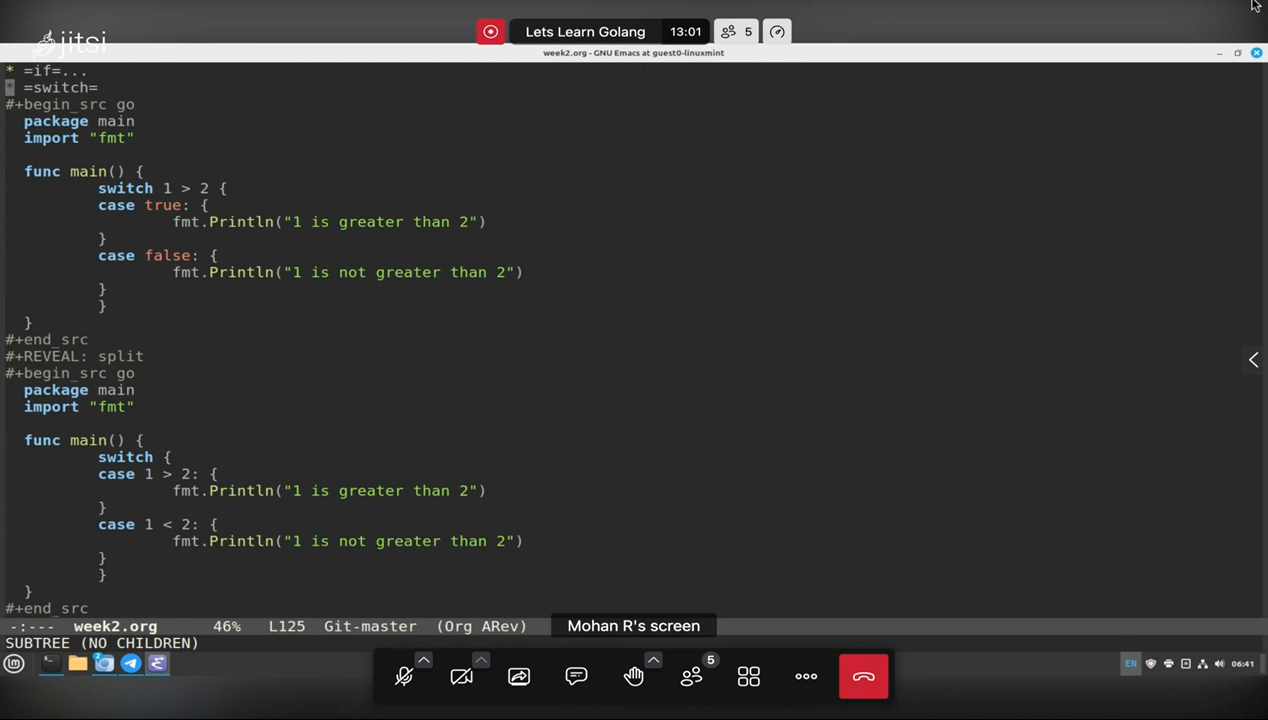 jitsi
Lets Learn Golang 13:01 5
week2.org - GNU Emacs at guest0-linuxmint
* =if=...
* =switch=
#+begin_src go
package main
import "fmt"
func main() {
switch 1 > 2 {
case true: {
fmt.Println("1 is greater than 2")
}
case false: {
fmt.Println("1 is not greater than 2")
}
}
}
#+end_src
#+REVEAL: split
#+begin_src go
package main
import "fmt"
func main() {
switch {
case 1 > 2: {
fmt.Println("1 is greater than 2")
}
case 1 < 2: {
fmt.Println("1 is not greater than 2")
}
}
}
#+end_src
-:--- week2.org 46% L125 Git-master (Org ARev)
Mohan R's screen
SUBTREE (NO CHILDREN)
5
EN 06:41